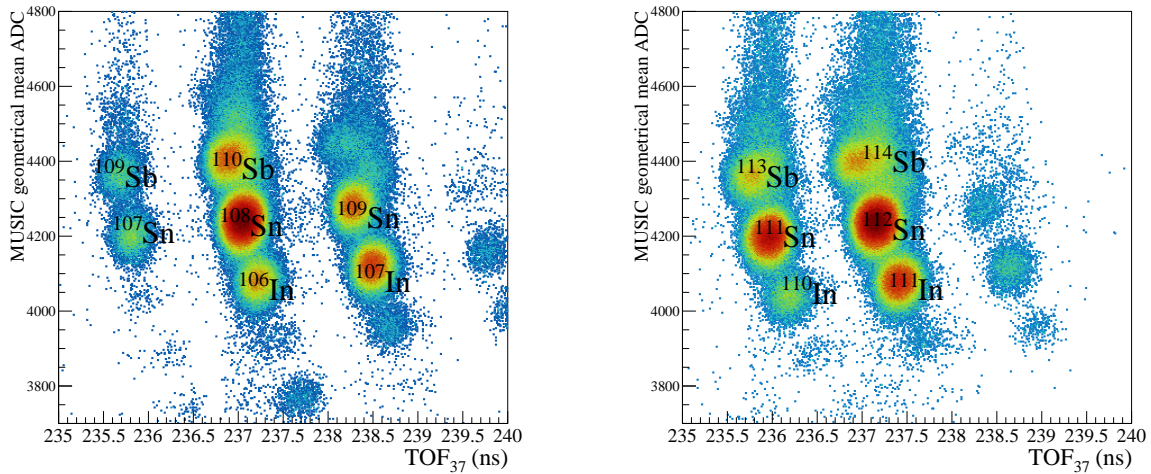 MUSIC geometrical mean ADC
4800
4600
4400
4200
4000
3800
¹⁰⁹Sb
¹¹⁰Sb
¹⁰⁷Sn
¹⁰⁸Sn
¹⁰⁹Sn
¹⁰⁶In
¹⁰⁷In
235 235.5 236 236.5 237 237.5 238 238.5 239 239.5 240
TOF₃₇ (ns)
MUSIC geometrical mean ADC
4800
4600
4400
4200
4000
3800
¹¹³Sb
¹¹⁴Sb
¹¹¹Sn
¹¹²Sn
¹¹⁰In
¹¹¹In
235 235.5 236 236.5 237 237.5 238 238.5 239 239.5 240
TOF₃₇ (ns)